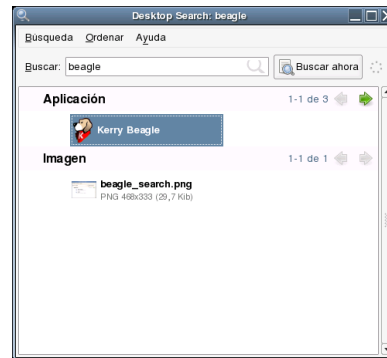 Desktop Search: beagle
Búsqueda Ordenar Ayuda
Buscar: beagle Buscar ahora
Aplicación 1-1 de 3
Kerry Beagle
Imagen 1-1 de 1
beagle_search.png
PNG 468x333 (29,7 Kib)